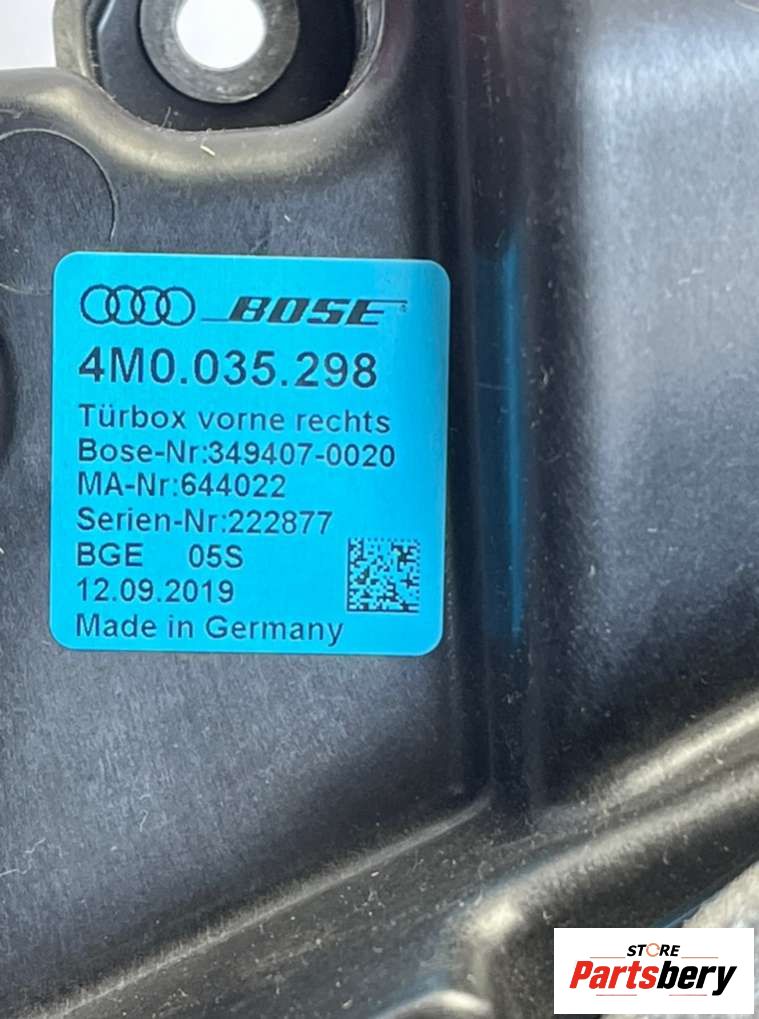 BOSE
4M0.035.298
Türbox vorne rechts
Bose-Nr:349407-0020
MA-Nr:644022
Serien-Nr:222877
BGE 05S
12.09.2019
Made in Germany
STORE
Partsbery